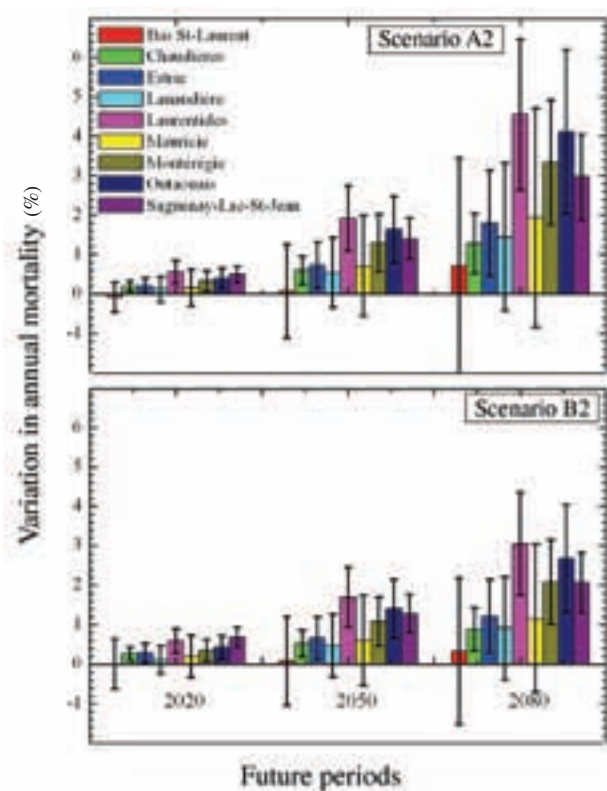 Scenario A2
Bas St-Laurent
Chaudières
Estrie
Lanaudière
Laurentides
Mauricie
Montérégie
Outaouais
Saguenay-Lac-St-Jean
6
5
4
3
2
1
0
-1
Variation in annual mortality (%)
Scenario B2
6
5
4
3
2
1
0
-1
2020
2050
2080
Future periods